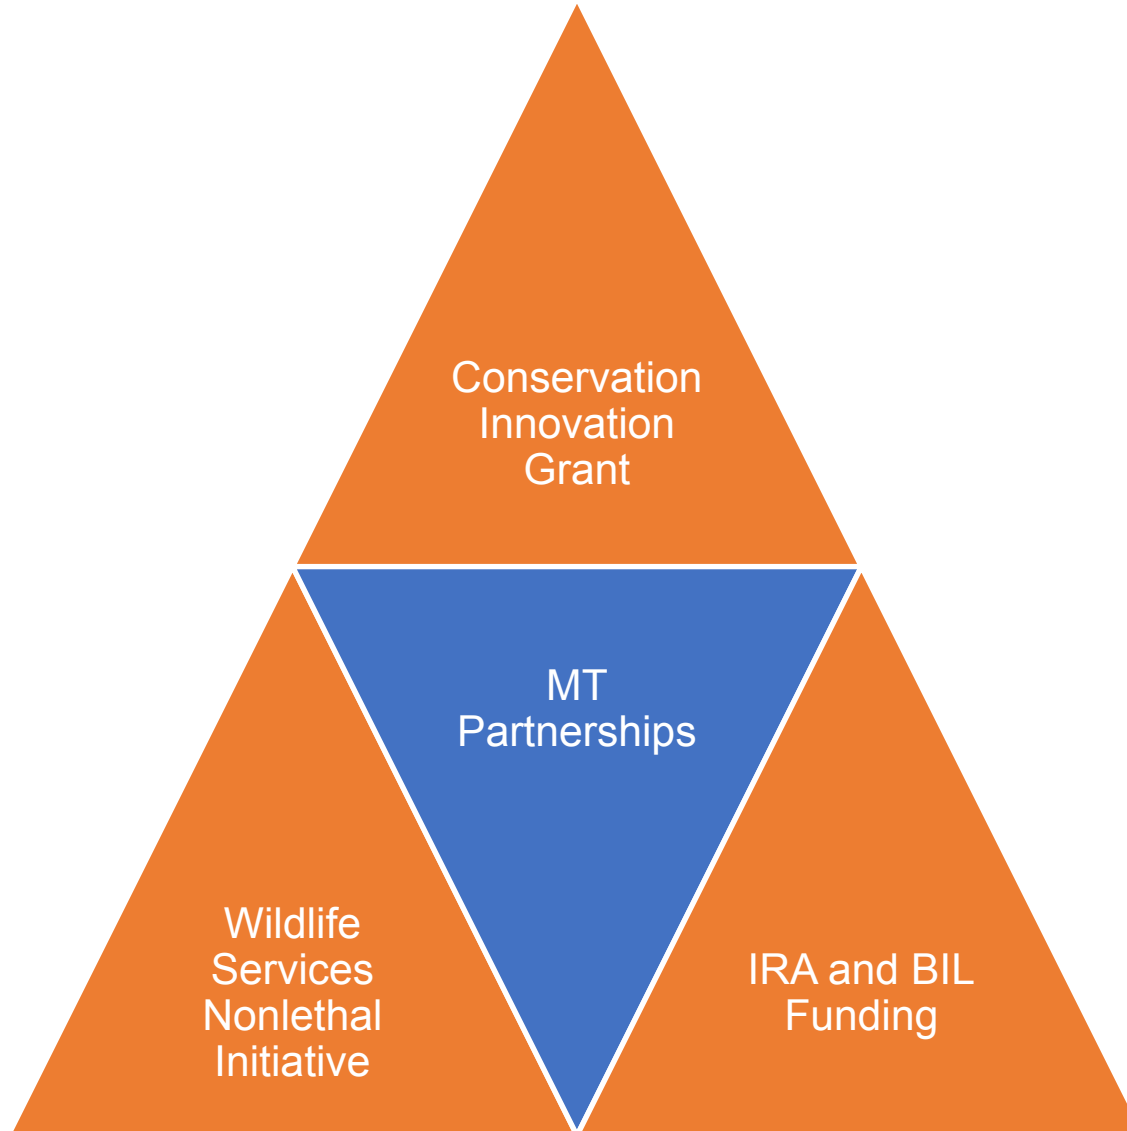 Conservation
Innovation
Grant
MT
Partnerships
Wildlife
Services
Nonlethal
Initiative
IRA and BIL
Funding